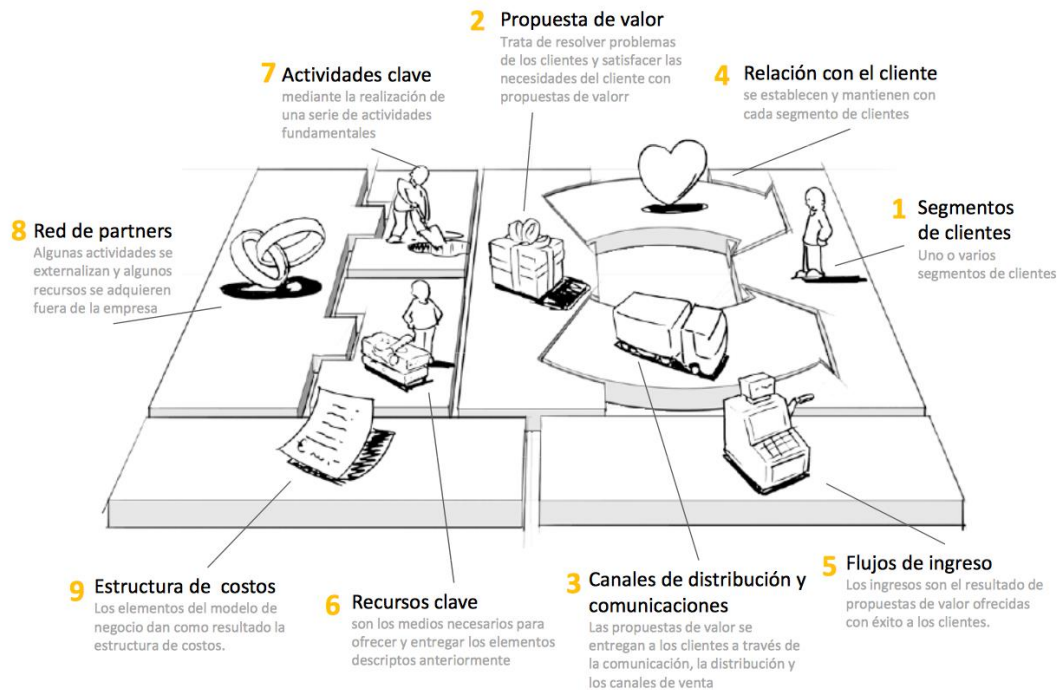 2 Propuesta de valor
Trata de resolver problemas
de los clientes y satisfacer las
necesidades del cliente con
propuestas de valorr
7 Actividades clave
mediante la realización de
una serie de actividades
fundamentales
4 Relación con el cliente
se establecen y mantienen con
cada segmento de clientes
8 Red de partners
Algunas actividades se
externalizan y algunos
recursos se adquieren
fuera de la empresa
1 Segmentos
de clientes
Uno o varios
segmentos de clientes
9 Estructura de costos
Los elementos del modelo de
negocio dan como resultado la
estructura de costos.
6 Recursos clave
son los medios necesarios para
ofrecer y entregar los elementos
descriptos anteriormente
3 Canales de distribución y
comunicaciones
Las propuestas de valor se
entregan a los clientes a través de
la comunicación, la distribución y
los canales de venta
5 Flujos de ingreso
Los ingresos son el resultado de
propuestas de valor ofrecidas
con éxito a los clientes.